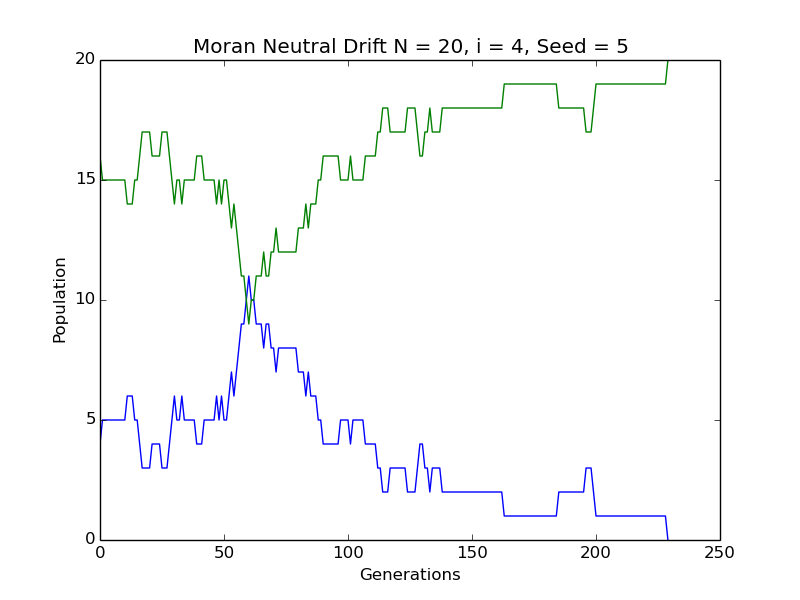 Moran Neutral Drift N = 20, i = 4, Seed = 5
20
15
10
5
0
Population
0 50 100 150 200 250
Generations